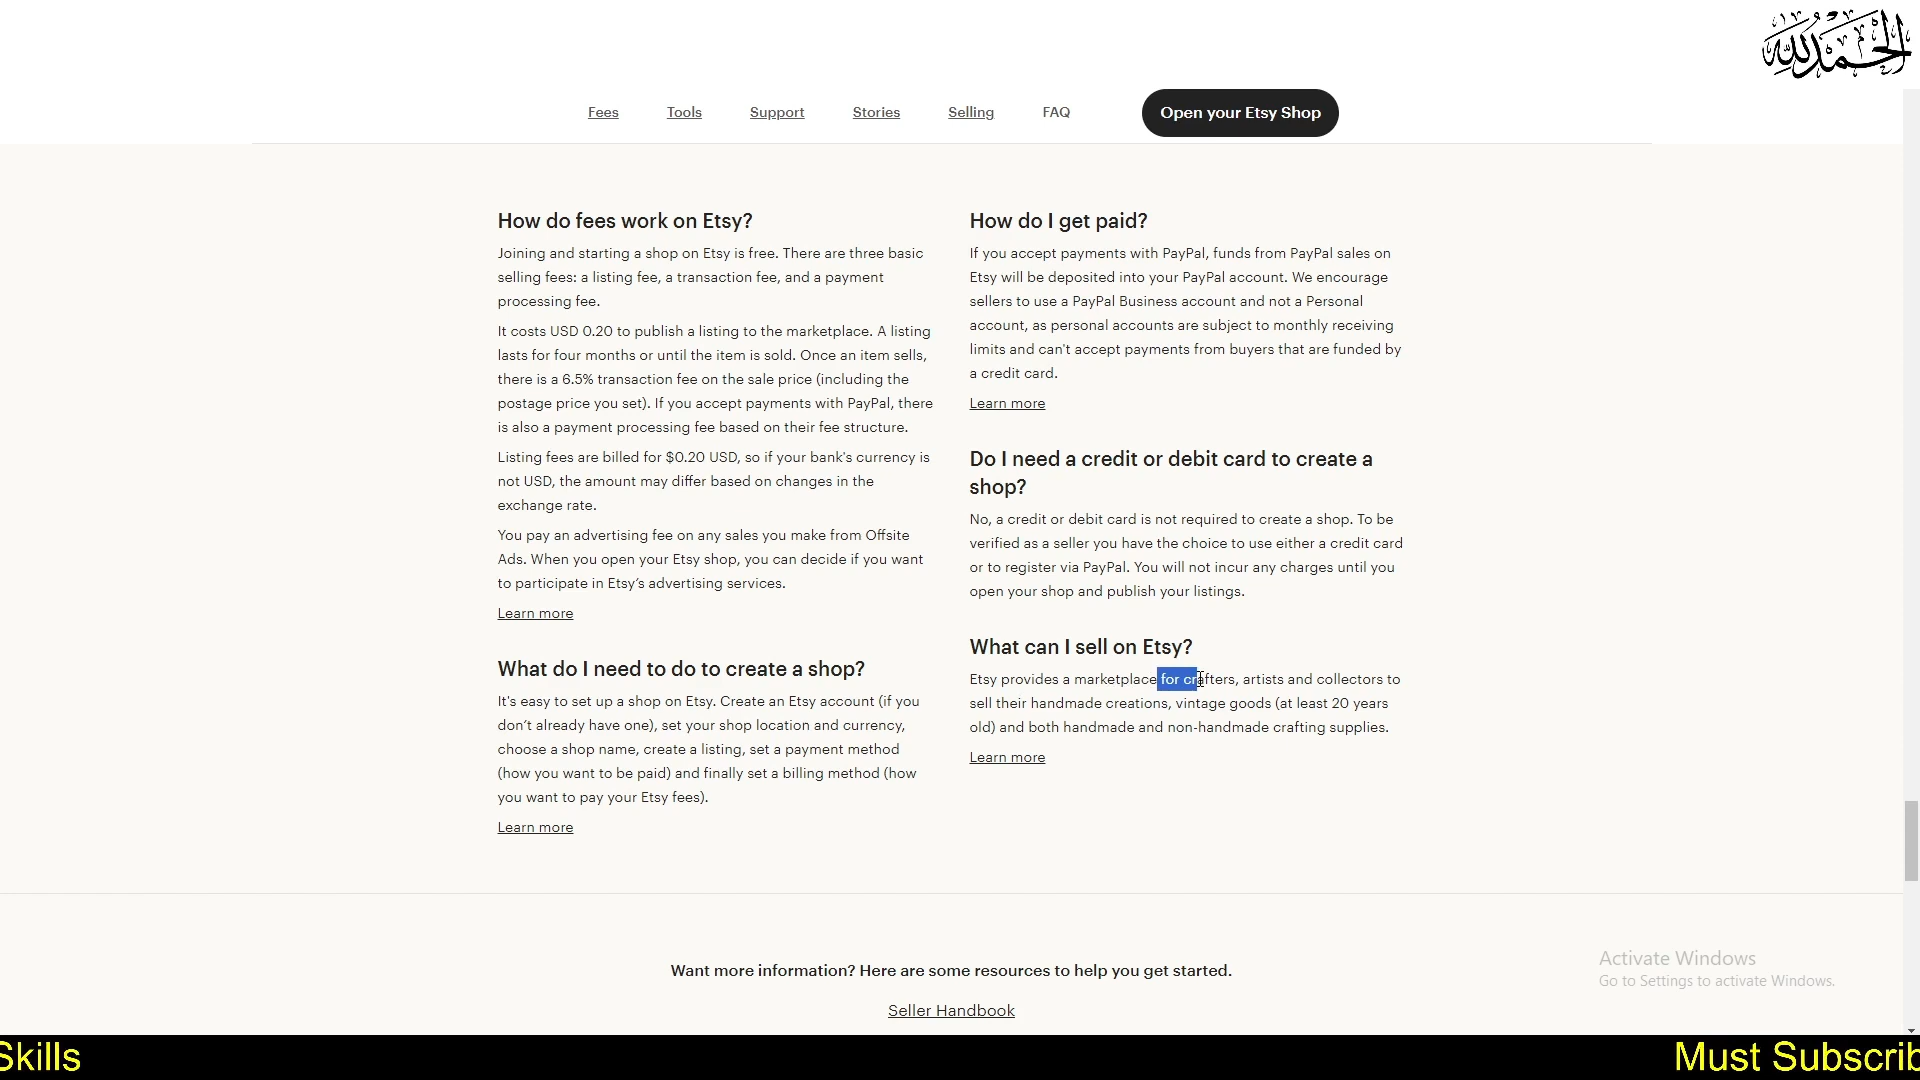 الحمد لله
Fees Tools Support Stories Selling FAQ Open your Etsy Shop
How do fees work on Etsy?
Joining and starting a shop on Etsy is free. There are three basic
selling fees: a listing fee, a transaction fee, and a payment
processing fee.
It costs USD 0.20 to publish a listing to the marketplace. A listing
lasts for four months or until the item is sold. Once an item sells,
there is a 6.5% transaction fee on the sale price (including the
postage price you set). If you accept payments with PayPal, there
is also a payment processing fee based on their fee structure.
Listing fees are billed for $0.20 USD, so if your bank's currency is
not USD, the amount may differ based on changes in the
exchange rate.
You pay an advertising fee on any sales you make from Offsite
Ads. When you open your Etsy shop, you can decide if you want
to participate in Etsy’s advertising services.
Learn more
What do I need to do to create a shop?
It's easy to set up a shop on Etsy. Create an Etsy account (if you
don’t already have one), set your shop location and currency,
choose a shop name, create a listing, set a payment method
(how you want to be paid) and finally set a billing method (how
you want to pay your Etsy fees).
Learn more
How do I get paid?
If you accept payments with PayPal, funds from PayPal sales on
Etsy will be deposited into your PayPal account. We encourage
sellers to use a PayPal Business account and not a Personal
account, as personal accounts are subject to monthly receiving
limits and can't accept payments from buyers that are funded by
a credit card.
Learn more
Do I need a credit or debit card to create a
shop?
No, a credit or debit card is not required to create a shop. To be
verified as a seller you have the choice to use either a credit card
or to register via PayPal. You will not incur any charges until you
open your shop and publish your listings.
What can I sell on Etsy?
Etsy provides a marketplace for crafters, artists and collectors to
sell their handmade creations, vintage goods (at least 20 years
old) and both handmade and non-handmade crafting supplies.
Learn more
Want more information? Here are some resources to help you get started.
Seller Handbook
Activate Windows
Go to Settings to activate Windows.
Skills Must Subscrib